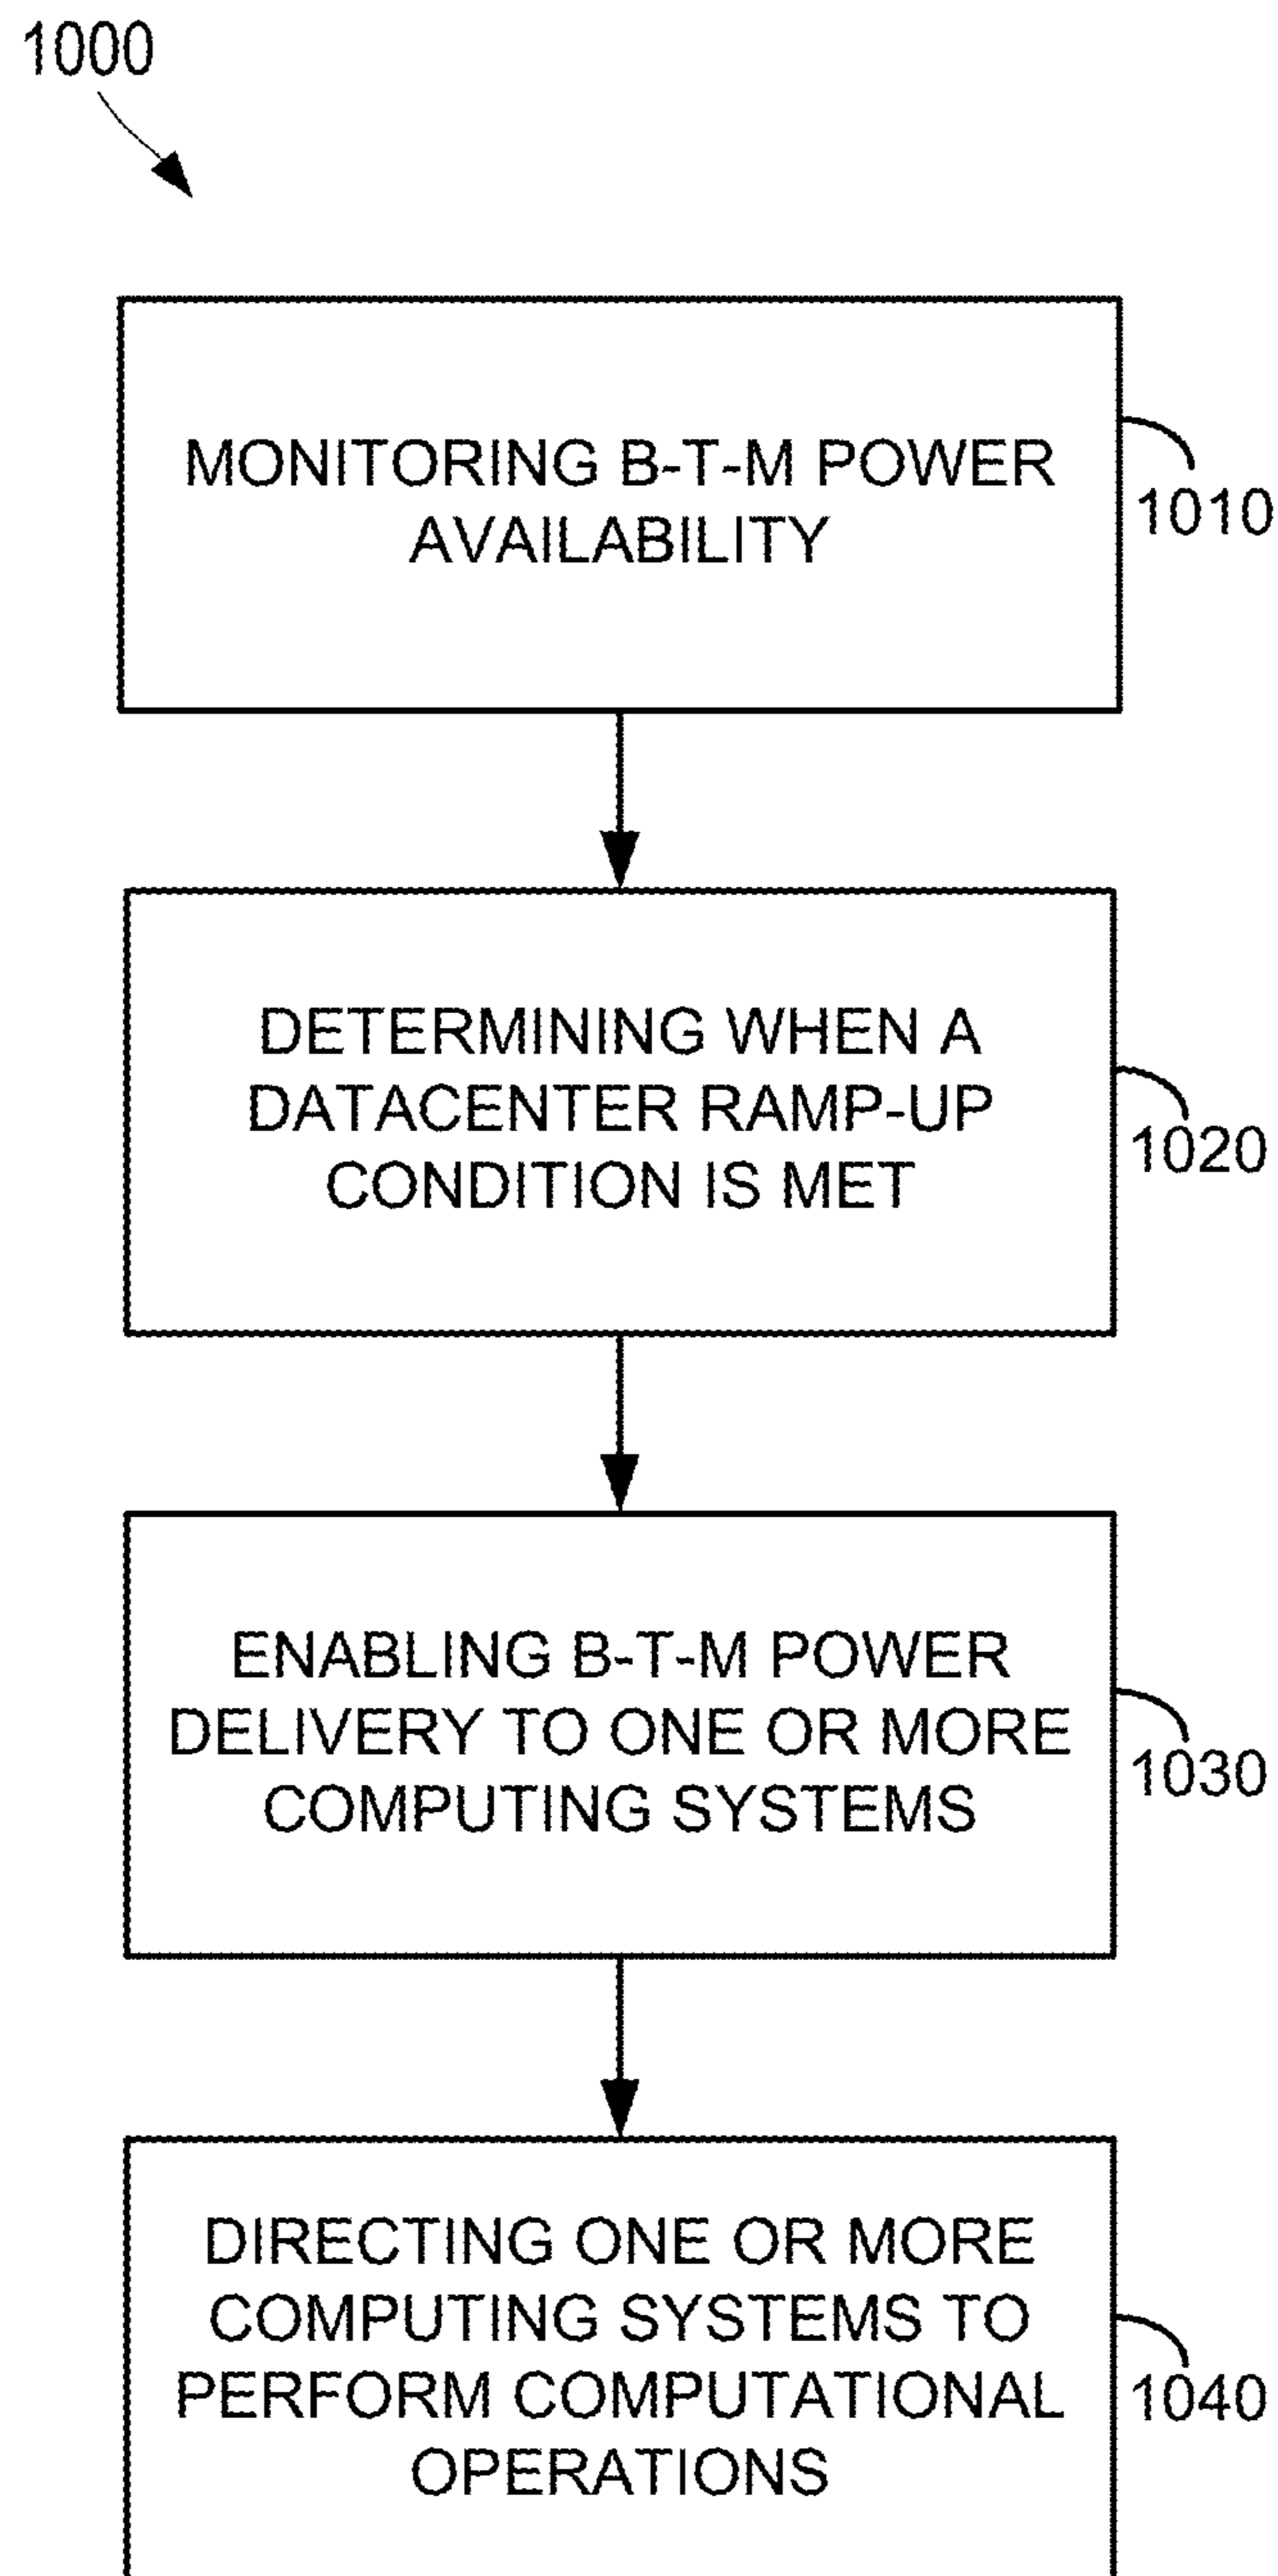 1000
MONITORING B-T-M POWER
AVAILABILITY
1010
DETERMINING WHEN A
DATACENTER RAMP-UP
CONDITION IS MET
1020
ENABLING B-T-M POWER
DELIVERY TO ONE OR MORE
COMPUTING SYSTEMS
1030
DIRECTING ONE OR MORE
COMPUTING SYSTEMS TO
PERFORM COMPUTATIONAL
OPERATIONS
1040